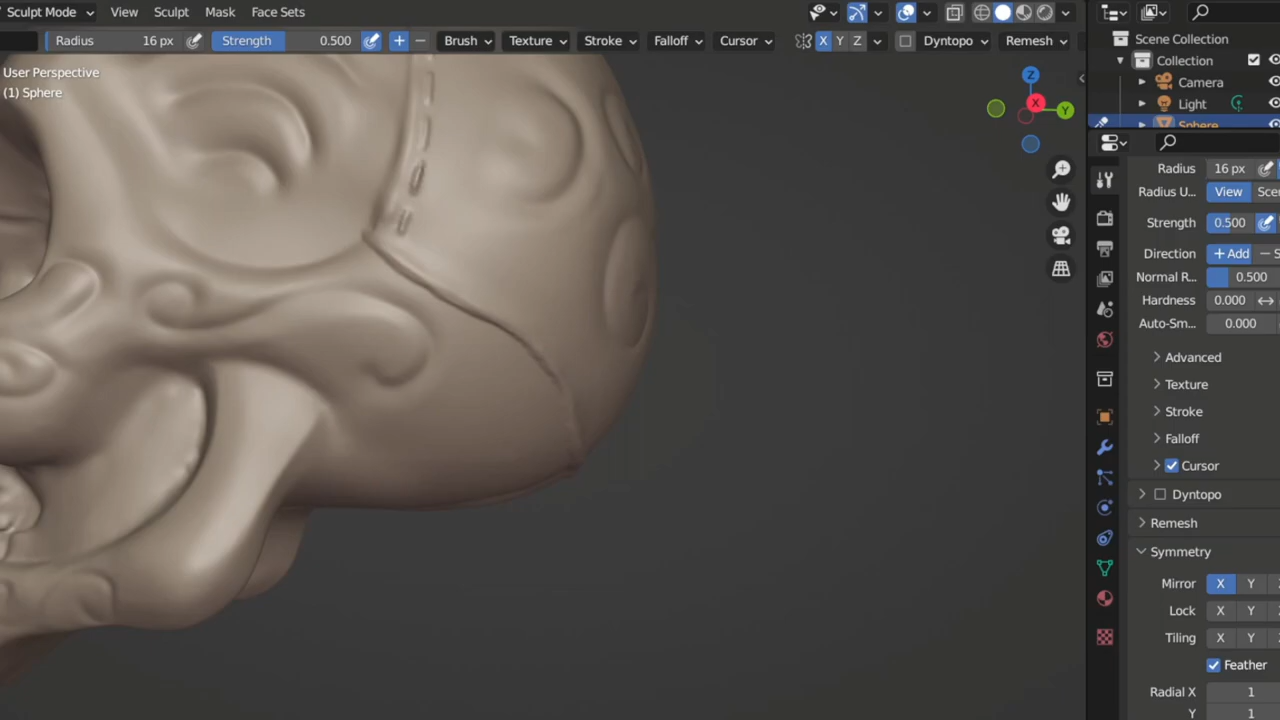 Sculpt Mode View Sculpt Mask Face Sets
Radius 16 px Strength 0.500 + − Brush Texture Stroke Falloff Cursor X Y Z Dyntopo Remesh
User Perspective
(1) Sphere
Z
X
Y
Scene Collection
Collection
Camera
Light
Sphere
Radius 16 px
Radius U... View
Strength 0.500
Direction + Add −
Normal R... 0.500
Hardness 0.000
Auto-Sm... 0.000
Advanced
Texture
Stroke
Falloff
Cursor
Dyntopo
Remesh
Symmetry
Mirror X Y
Lock X Y
Tiling X Y
Feather
Radial X 1
Y 1